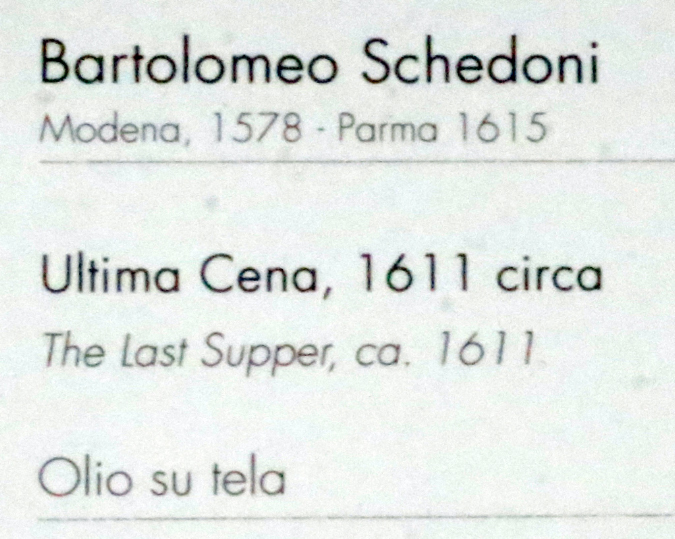 Bartolomeo Schedoni
Modena, 1578 - Parma 1615
Ultima Cena, 1611 circa
The Last Supper, ca. 1611
Olio su tela